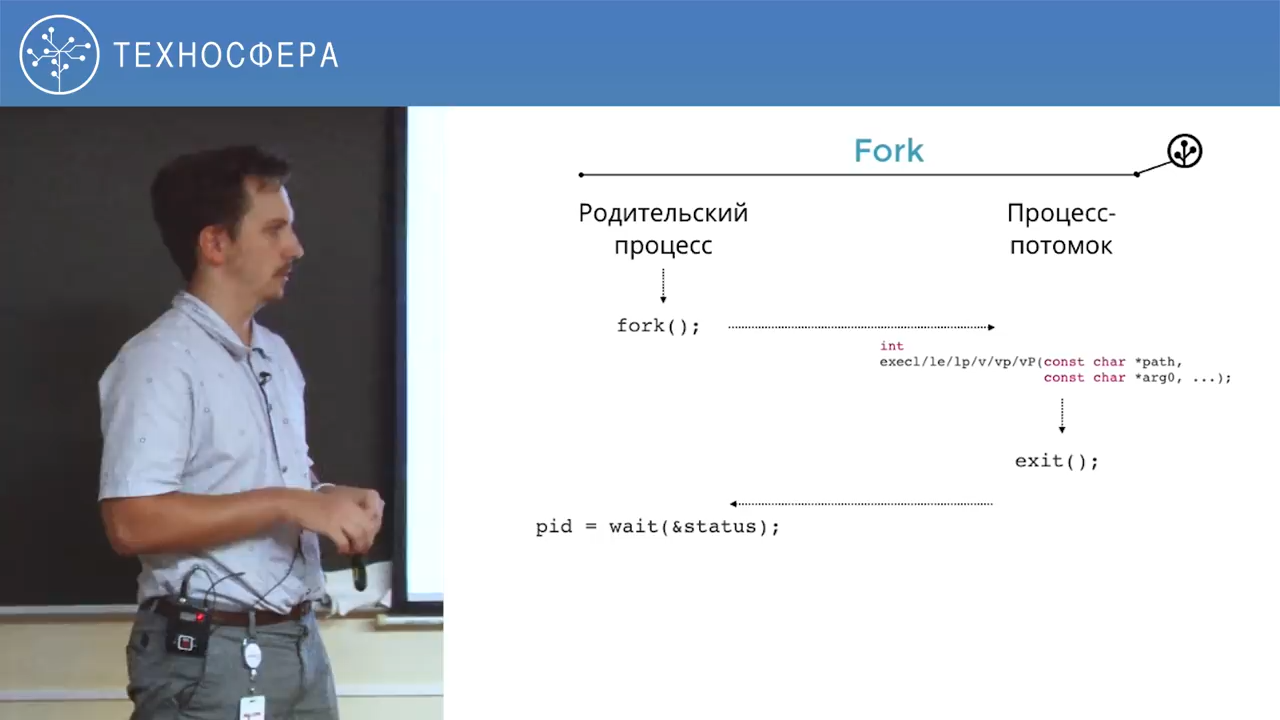 ТЕХНОСФЕРА
Fork
Родительский
процесс
Процесс-
потомок
fork();
int
execl/le/lp/v/vp/vP(const char *path,
const char *arg0, ...);
exit();
pid = wait(&status);